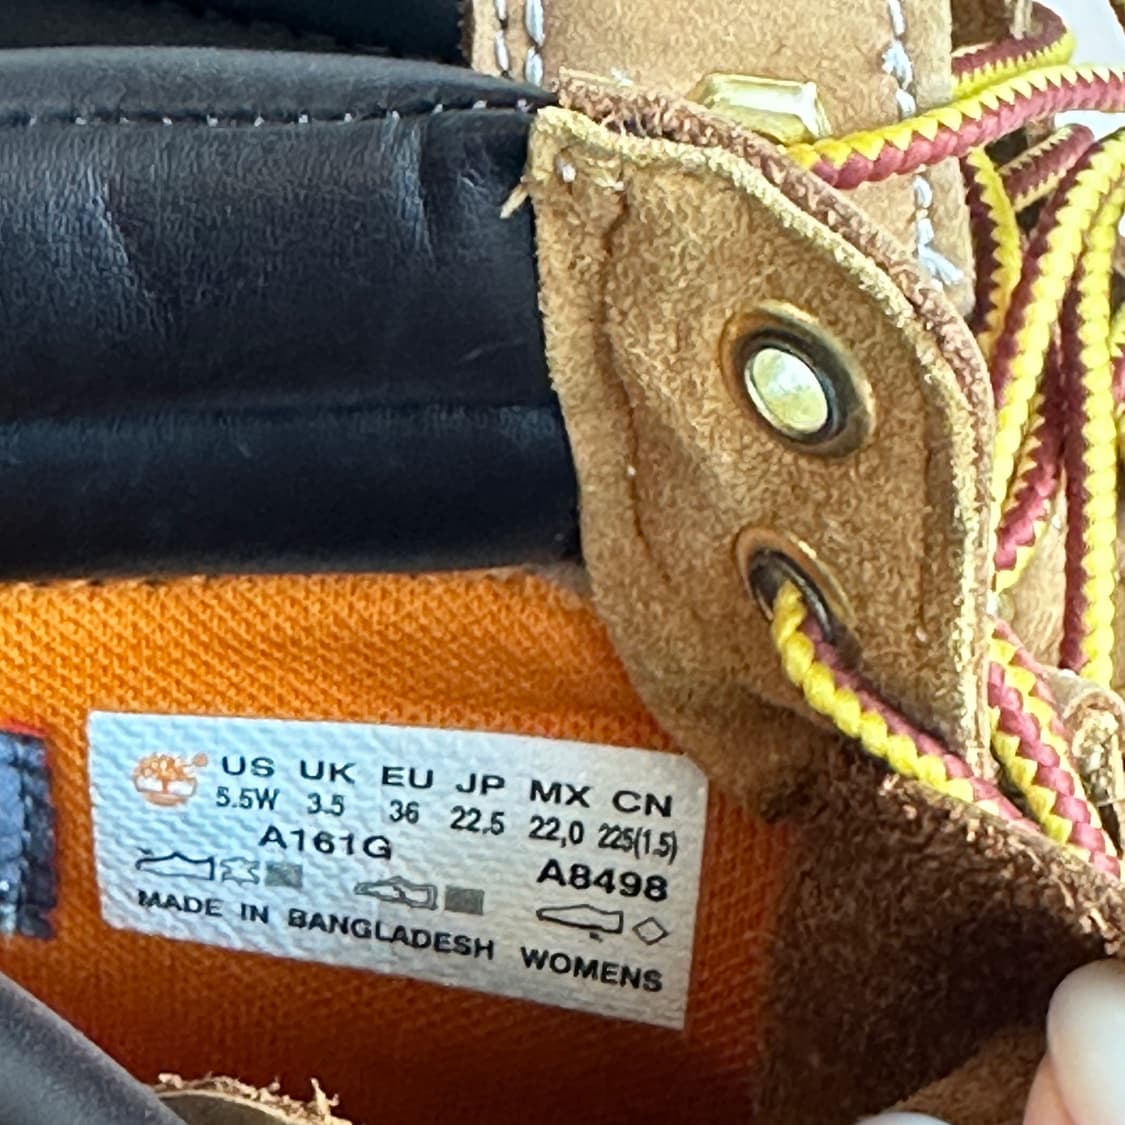 US UK EU JP MX CN
5.5W 3.5 36 22.5 22,0 225(1.5)
A161G
A8498
MADE IN BANGLADESH WOMENS